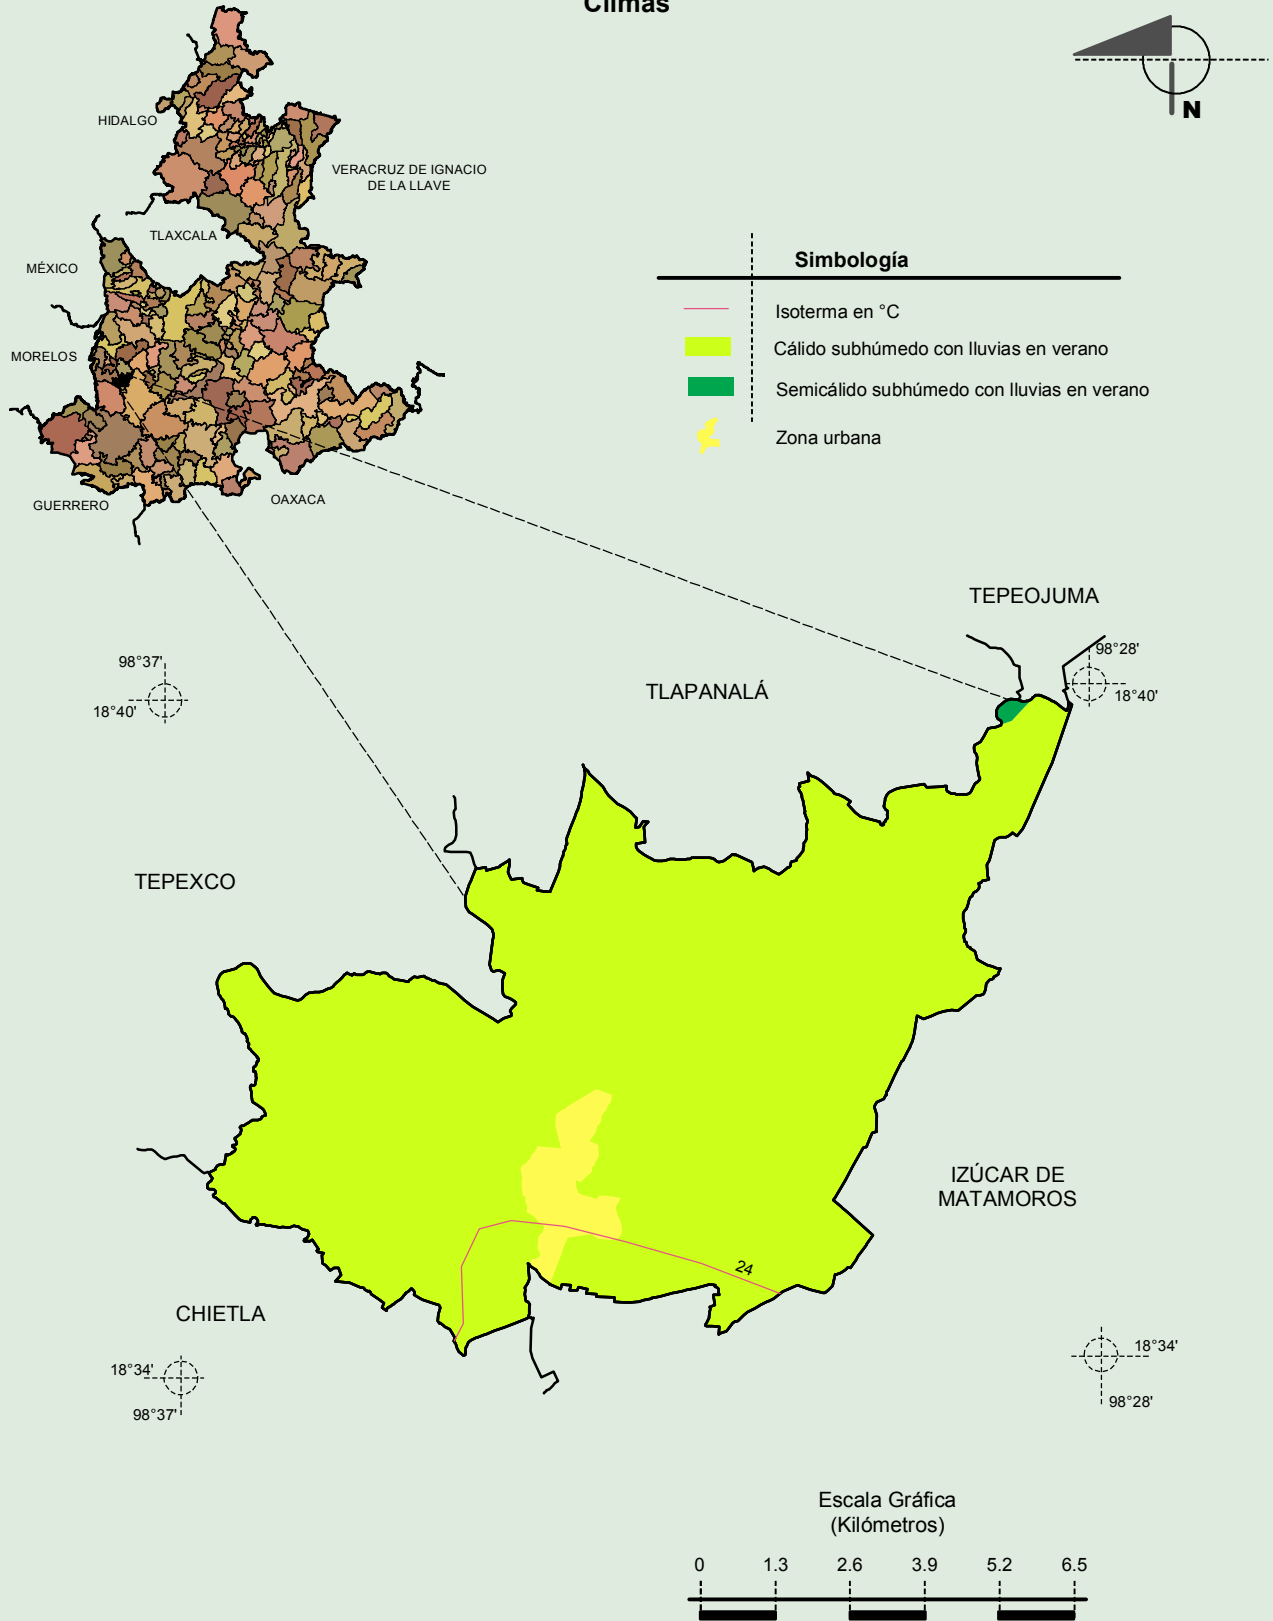 Climas
N
HIDALGO
VERACRUZ DE IGNACIO
DE LA LLAVE
TLAXCALA
MÉXICO
MORELOS
GUERRERO
OAXACA
Simbología
Isoterma en °C
Cálido subhúmedo con lluvias en verano
Semicálido subhúmedo con lluvias en verano
Zona urbana
TEPEOJUMA
98°37'
18°40'
TLAPANALÁ
98°28'
18°40'
TEPEXCO
IZÚCAR DE
MATAMOROS
24
CHIETLA
18°34'
98°37'
18°34'
98°28'
Escala Gráfica
(Kilómetros)
0 1.3 2.6 3.9 5.2 6.5